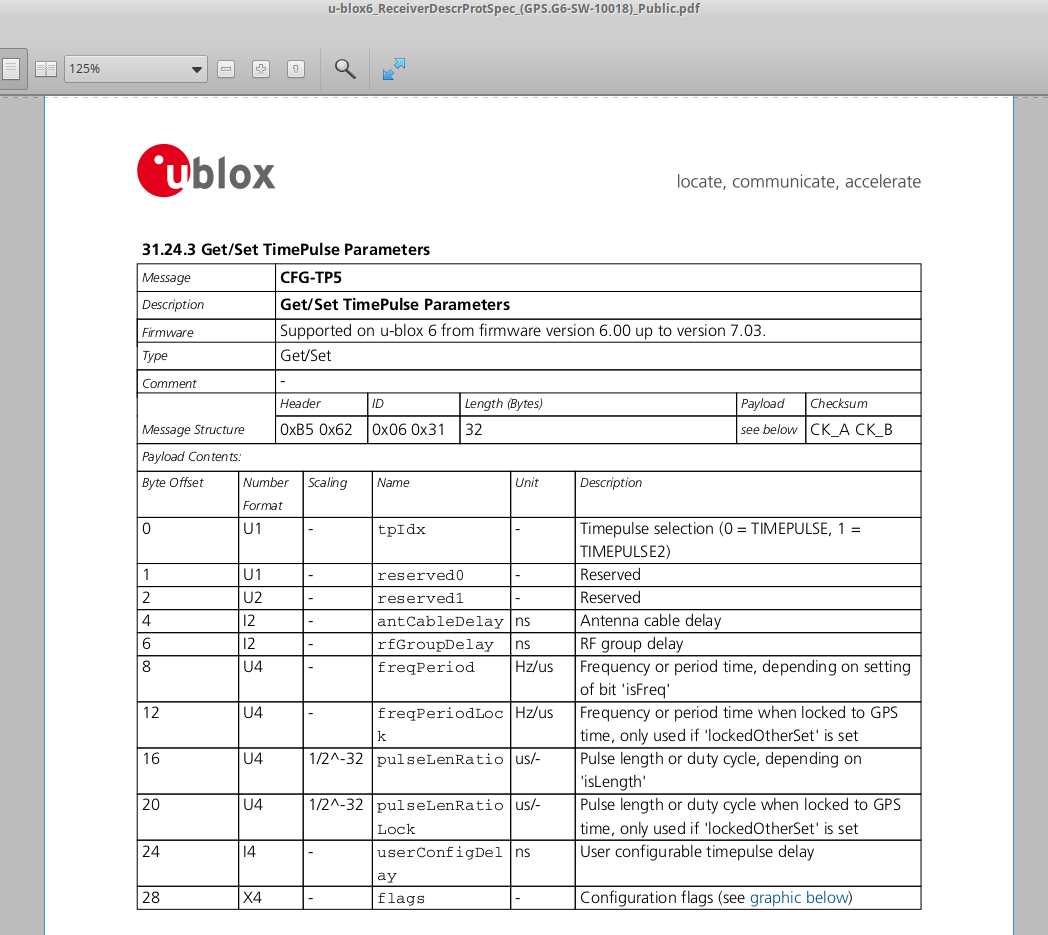 u-blox6_ReceiverDescrProtSpec_(GPS.G6-SW-10018)_Public.pdf
125%
ublox
locate, communicate, accelerate
31.24.3 Get/Set TimePulse Parameters
Message CFG-TP5
Description Get/Set TimePulse Parameters
Firmware Supported on u-blox 6 from firmware version 6.00 up to version 7.03.
Type Get/Set
Comment -
Header ID Length (Bytes) Payload Checksum
Message Structure 0xB5 0x62 0x06 0x31 32 see below CK_A CK_B
Payload Contents:
Byte Offset Number Scaling Name Unit Description
Format
0 U1 - tpIdx - Timepulse selection (0 = TIMEPULSE, 1 =
TIMEPULSE2)
1 U1 - reserved0 - Reserved
2 U2 - reserved1 - Reserved
4 I2 - antCableDelay ns Antenna cable delay
6 I2 - rfGroupDelay ns RF group delay
8 U4 - freqPeriod Hz/us Frequency or period time, depending on setting
of bit 'isFreq'
12 U4 - freqPeriodLoc Hz/us Frequency or period time when locked to GPS
k time, only used if 'lockedOtherSet' is set
16 U4 1/2^-32 pulseLenRatio us/- Pulse length or duty cycle, depending on
'isLength'
20 U4 1/2^-32 pulseLenRatio us/- Pulse length or duty cycle when locked to GPS
Lock time, only used if 'lockedOtherSet' is set
24 I4 - userConfigDel ns User configurable timepulse delay
ay
28 X4 - flags - Configuration flags (see graphic below)